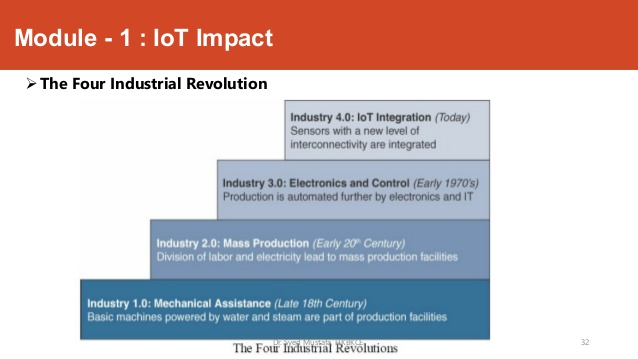 Module - 1 : IoT Impact
➢The Four Industrial Revolution
Industry 4.0: IoT Integration (Today)
Sensors with a new level of
interconnectivity are integrated
Industry 3.0: Electronics and Control (Early 1970's)
Production is automated further by electronics and IT
Industry 2.0: Mass Production (Early 20th Century)
Division of labor and electricity lead to mass production facilities
Industry 1.0: Mechanical Assistance (Late 18th Century)
Basic machines powered by water and steam are part of production facilities
Dr Syed Mustafa
32
The Four Industrial Revolutions